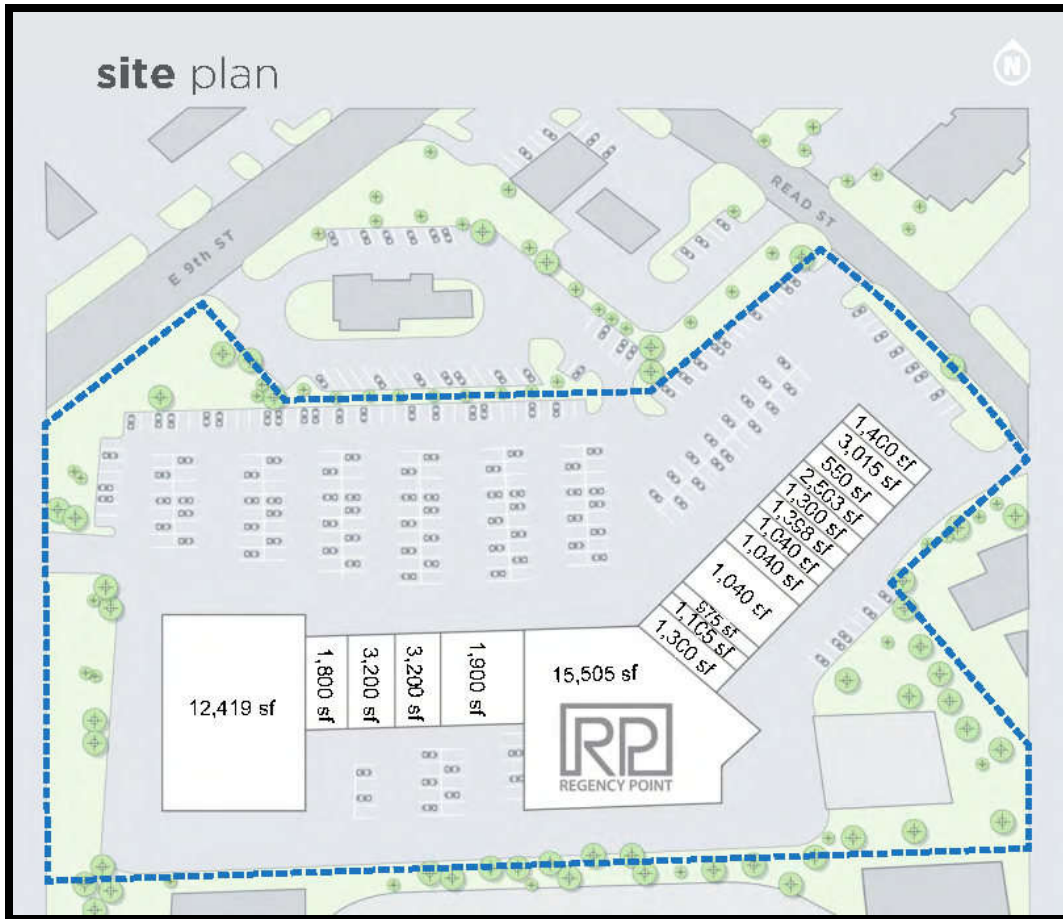 site plan
N
E 9th ST
READ ST
1,400 sf
3,015 sf
550 sf
2,503 sf
1,300 sf
1,398 sf
1,040 sf
1,040 sf
1,040 sf
975 sf
1,105 sf
1,300 sf
12,419 sf
1,800 sf
3,200 sf
3,200 sf
1,900 sf
15,505 sf
RP
REGENCY POINT